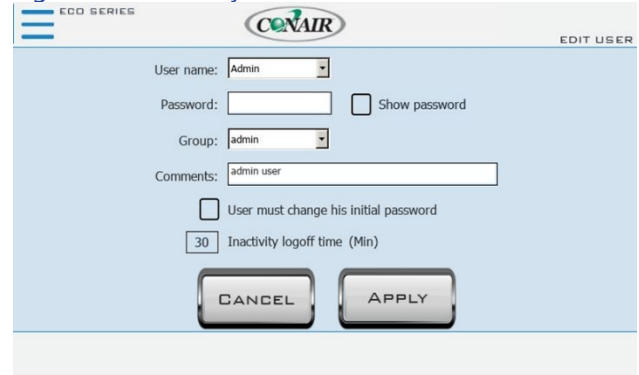 ECO SERIES
CONAIR
EDIT USER
User name: Admin
Password:
Show password
Group: admin
Comments: admin user
User must change his initial password
30 Inactivity logoff time (Min)
CANCEL APPLY